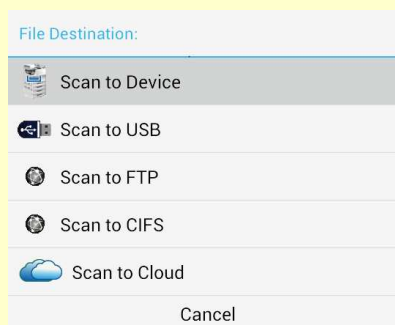 File Destination:
Scan to Device
Scan to USB
Scan to FTP
Scan to CIFS
Scan to Cloud
Cancel